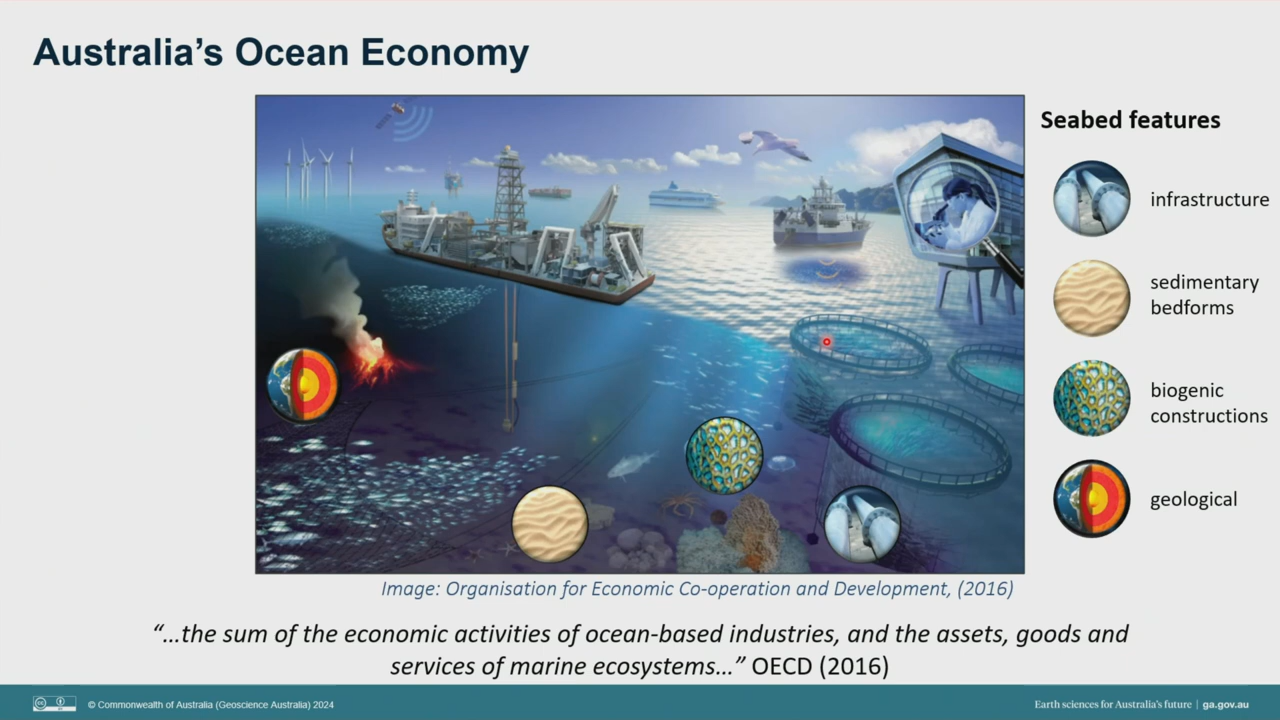 Australia’s Ocean Economy
Seabed features
infrastructure
sedimentary
bedforms
biogenic
constructions
geological
Image: Organisation for Economic Co-operation and Development, (2016)
“…the sum of the economic activities of ocean-based industries, and the assets, goods and
services of marine ecosystems…” OECD (2016)
© Commonwealth of Australia (Geoscience Australia) 2024
Earth sciences for Australia’s future | ga.gov.au